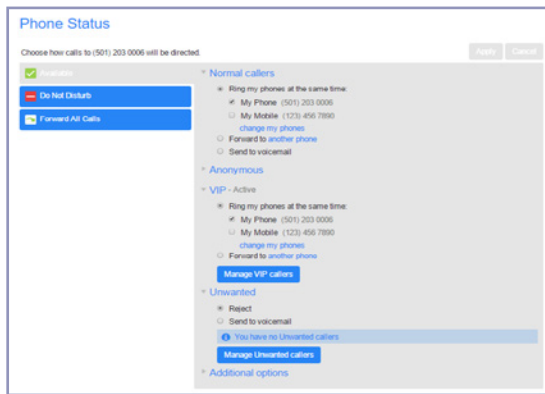 Phone Status
Choose how calls to (501) 203 0006 will be directed.
Apply Cancel
Available
Do Not Disturb
Forward All Calls
Normal callers
Ring my phones at the same time:
My Phone (501) 203 0006
My Mobile (123) 456 7890
change my phones
Forward to another phone
Send to voicemail
Anonymous
VIP - Active
Ring my phones at the same time:
My Phone (501) 203 0006
My Mobile (123) 456 7890
change my phones
Forward to another phone
Manage VIP callers
Unwanted
Reject
Send to voicemail
You have no Unwanted callers
Manage Unwanted callers
Additional options